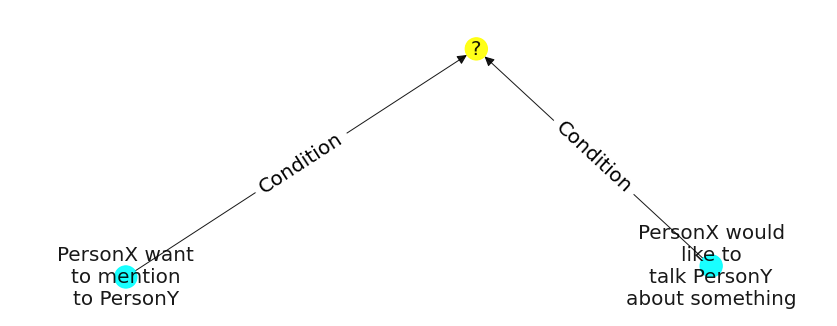 ?
Condition
Condition
PersonX want
to mention
to PersonY
PersonX would
like to
talk PersonY
about something